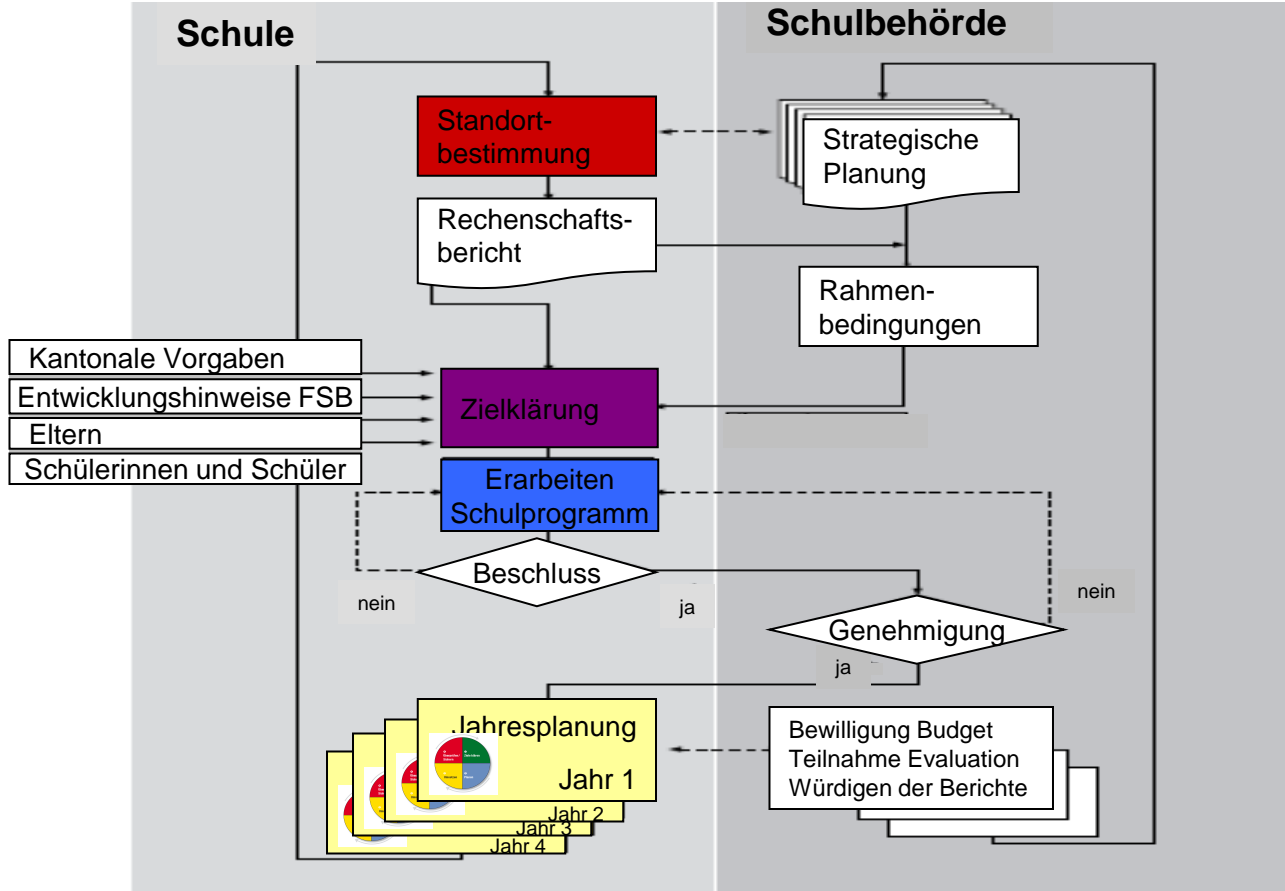 Schule
Schulbehörde
Standort-
bestimmung
Strategische
Planung
Rechenschafts-
bericht
Rahmen-
bedingungen
Kantonale Vorgaben
Entwicklungshinweise FSB
Eltern
Schülerinnen und Schüler
Zielklärung
Erarbeiten
Schulprogramm
Beschluss
nein
ja
nein
Genehmigung
ja
Jahresplanung
Jahr 1
Jahr 2
Jahr 3
Jahr 4
Bewilligung Budget
Teilnahme Evaluation
Würdigen der Berichte